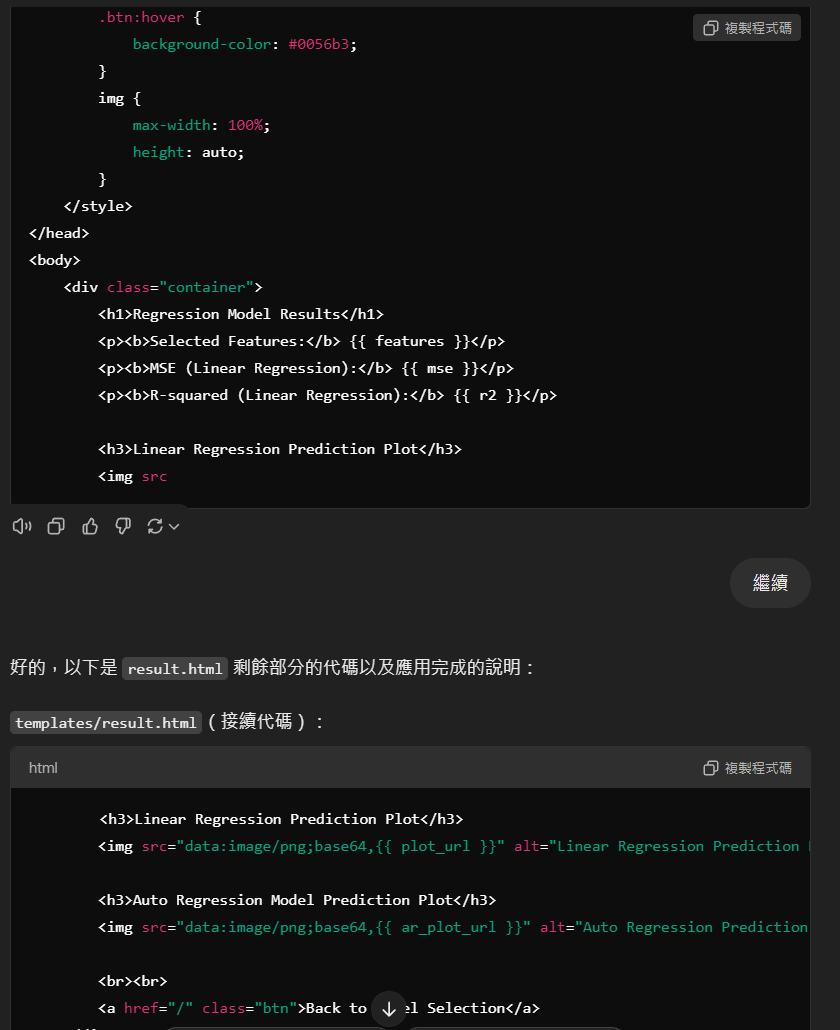 .btn:hover {
複製程式碼
background-color: #0056b3;
}
img {
max-width: 100%;
height: auto;
}
</style>
</head>
<body>
<div class="container">
<h1>Regression Model Results</h1>
<p><b>Selected Features:</b> {{ features }}</p>
<p><b>MSE (Linear Regression):</b> {{ mse }}</p>
<p><b>R-squared (Linear Regression):</b> {{ r2 }}</p>
<h3>Linear Regression Prediction Plot</h3>
<img src
繼續
好的，以下是 result.html 剩餘部分的代碼以及應用完成的說明：
templates/result.html（接續代碼）：
html
複製程式碼
<h3>Linear Regression Prediction Plot</h3>
<img src="data:image/png;base64,{{ plot_url }}" alt="Linear Regression Prediction
<h3>Auto Regression Model Prediction Plot</h3>
<img src="data:image/png;base64,{{ ar_plot_url }}" alt="Auto Regression Prediction
<br><br>
<a href="/" class="btn">Back to el Selection</a>